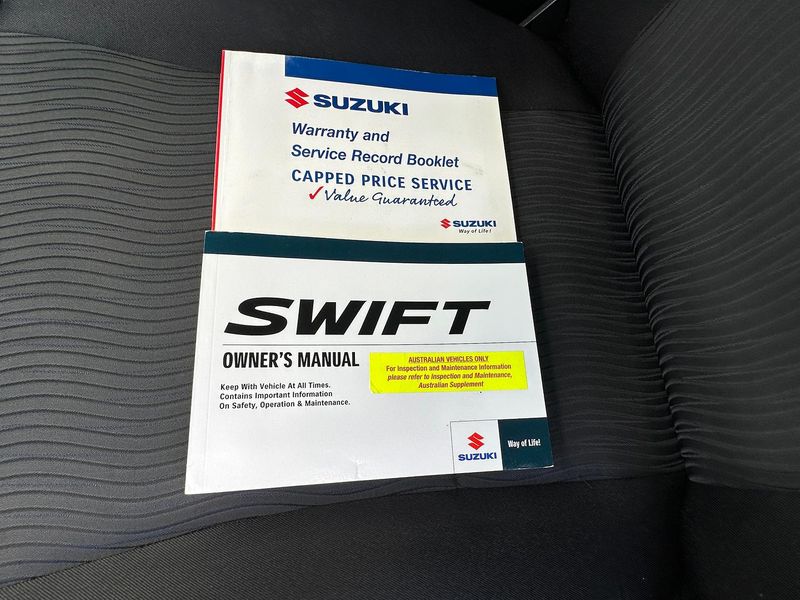 SUZUKI
Warranty and
Service Record Booklet
CAPPED PRICE SERVICE
Value Guaranteed
SUZUKI
Way of Life!
SWIFT
OWNER'S MANUAL
Keep With Vehicle At All Times.
Contains Important Information
On Safety, Operation & Maintenance.
AUSTRALIAN VEHICLES ONLY
For Inspection and Maintenance Information
please refer to Inspection and Maintenance,
Australian Supplement
SUZUKI
Way of Life!